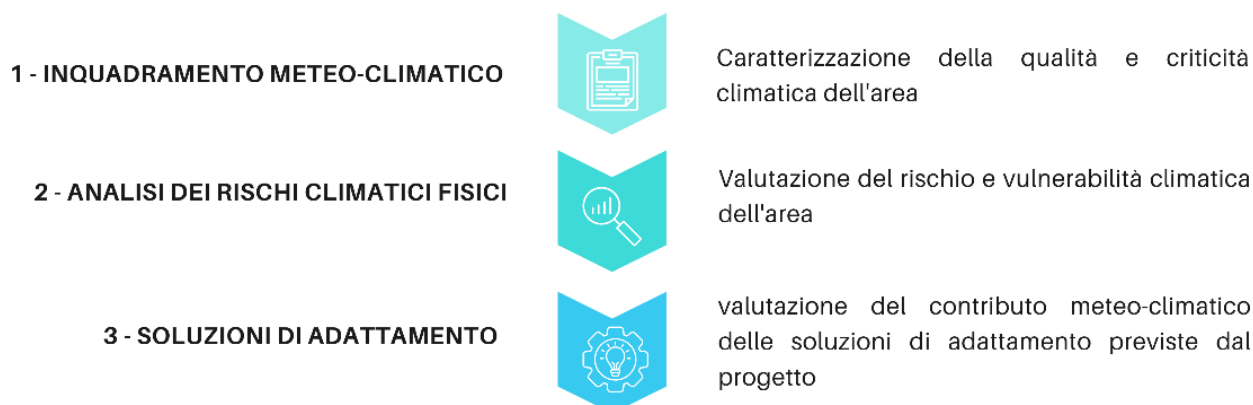 1 - INQUADRAMENTO METEO-CLIMATICO
Caratterizzazione della qualità e criticità
climatica dell'area
2 - ANALISI DEI RISCHI CLIMATICI FISICI
Valutazione del rischio e vulnerabilità climatica
dell'area
3 - SOLUZIONI DI ADATTAMENTO
valutazione del contributo meteo-climatico
delle soluzioni di adattamento previste dal
progetto